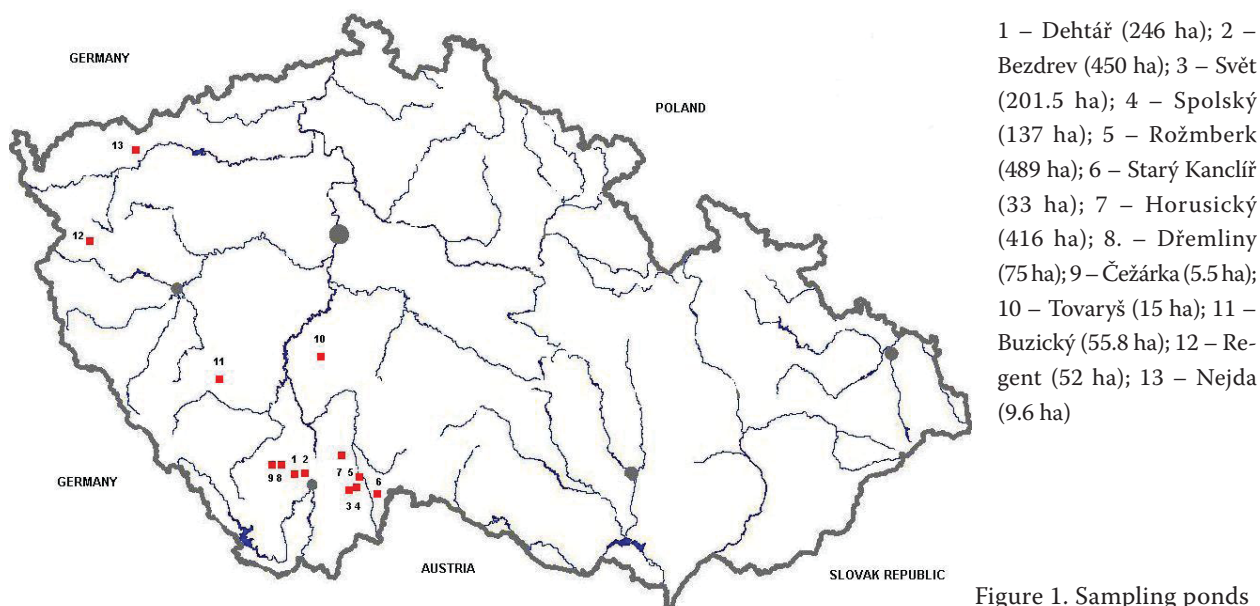 GERMANY
POLAND
13
12
10
11
1 2
7 5 6
9 8
3 4
GERMANY
AUSTRIA
SLOVAK REPUBLIC
1 – Dehtář (246 ha); 2 –
Bezdrev (450 ha); 3 – Svět
(201.5 ha); 4 – Spolský
(137 ha); 5 – Rožmberk
(489 ha); 6 – Starý Kanclíř
(33 ha); 7 – Horusický
(416 ha); 8. – Dřemliny
(75 ha); 9 – Čežárka (5.5 ha);
10 – Tovaryš (15 ha); 11 –
Buzický (55.8 ha); 12 – Re-
gent (52 ha); 13 – Nejda
(9.6 ha)
Figure 1. Sampling ponds